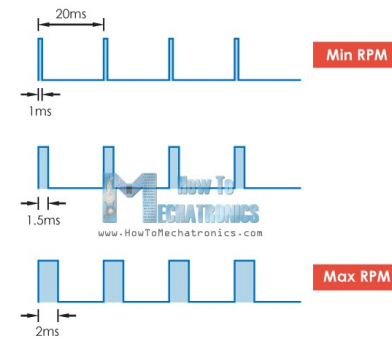 20ms
Min RPM
1ms
How To
MECHATRONICS
1.5ms
www.HowToMechatronics.com
Max RPM
2ms